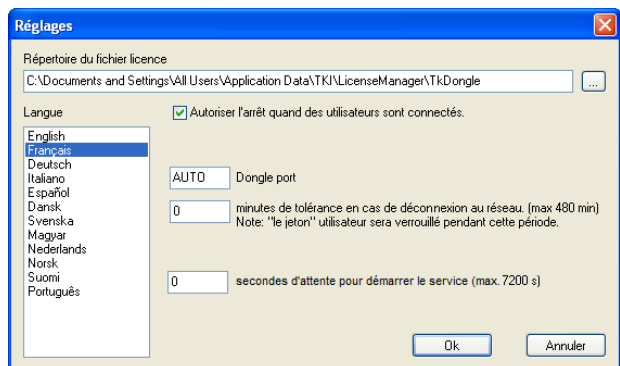 Réglages
Répertoire du fichier licence
C:\Documents and Settings\All Users\Application Data\TKI\LicenseManager\TkDongle
...
Langue
Autoriser l'arrêt quand des utilisateurs sont connectés.
English
Français
Deutsch
Italiano
Español
Dansk
Svenska
Magyar
Nederlands
Norsk
Suomi
Português
AUTO Dongle port
0 minutes de tolérance en cas de déconnexion au réseau. (max 480 min)
Note: "le jeton" utilisateur sera verrouillé pendant cette période.
0 secondes d'attente pour démarrer le service (max. 7200 s)
Ok
Annuler